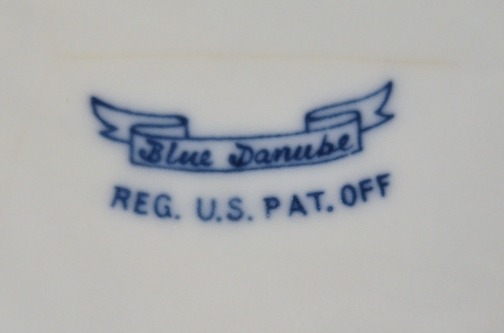 Blue Danube
REG. U.S. PAT. OFF